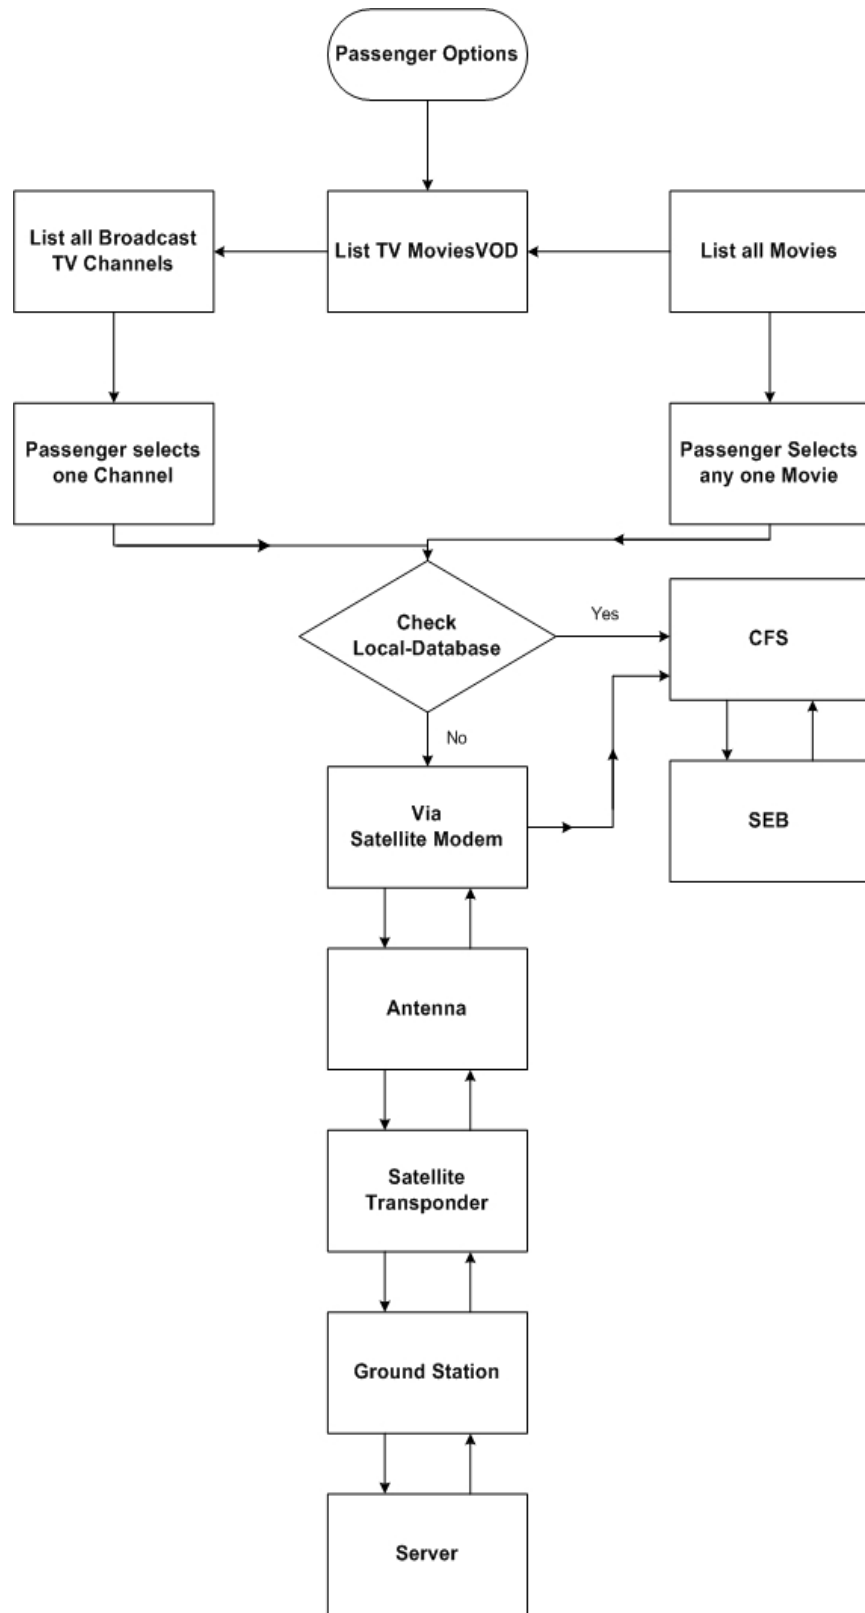 Passenger Options
List all Broadcast
TV Channels
List TV MoviesVOD
List all Movies
Passenger selects
one Channel
Passenger Selects
any one Movie
Check
Local-Database
Yes
CFS
No
Via
Satellite Modem
SEB
Antenna
Satellite
Transponder
Ground Station
Server